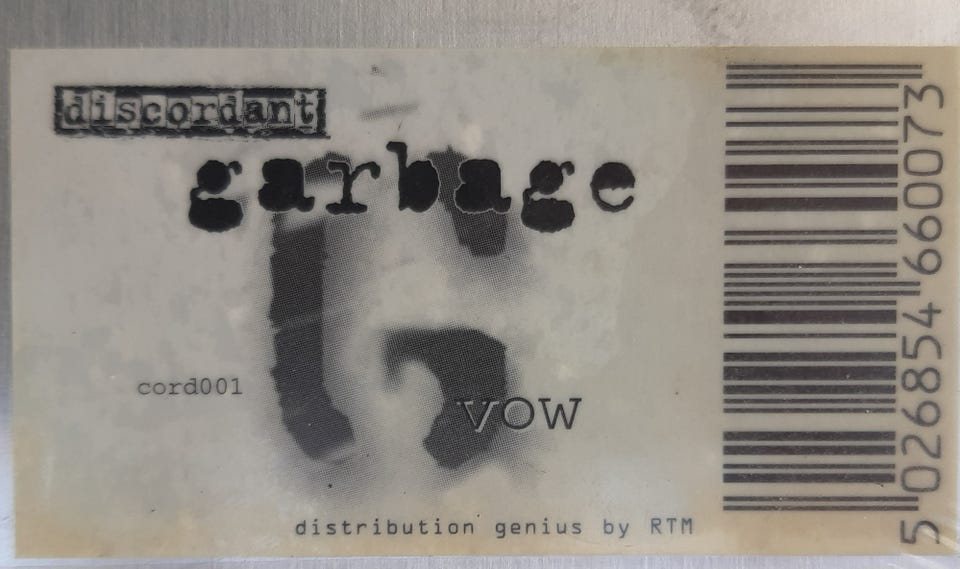 discordant
garbage
cord001
vow
distribution genius by RTM
5 026854 660073